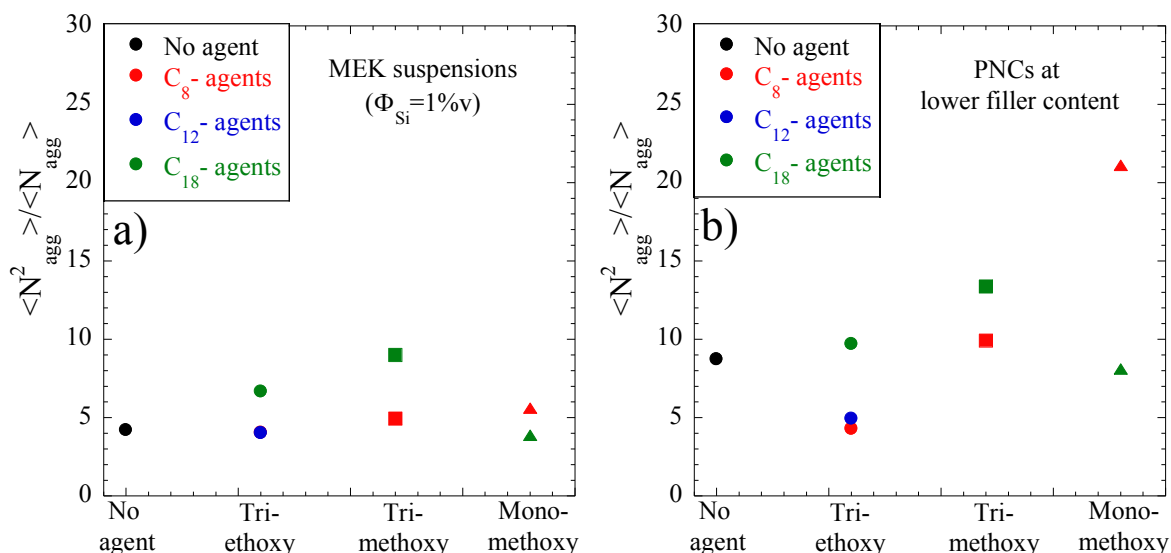 30
25
20
15
10
5
0
<N²agg>/<Nagg>
No agent
C8- agents
C12- agents
C18- agents
MEK suspensions
(ΦSi=1%v)
a)
No
agent
Tri-
ethoxy
Tri-
methoxy
Mono-
methoxy
30
25
20
15
10
5
0
<N²agg>/<Nagg>
No agent
C8- agents
C12- agents
C18- agents
PNCs at
lower filler content
b)
No
agent
Tri-
ethoxy
Tri-
methoxy
Mono-
methoxy